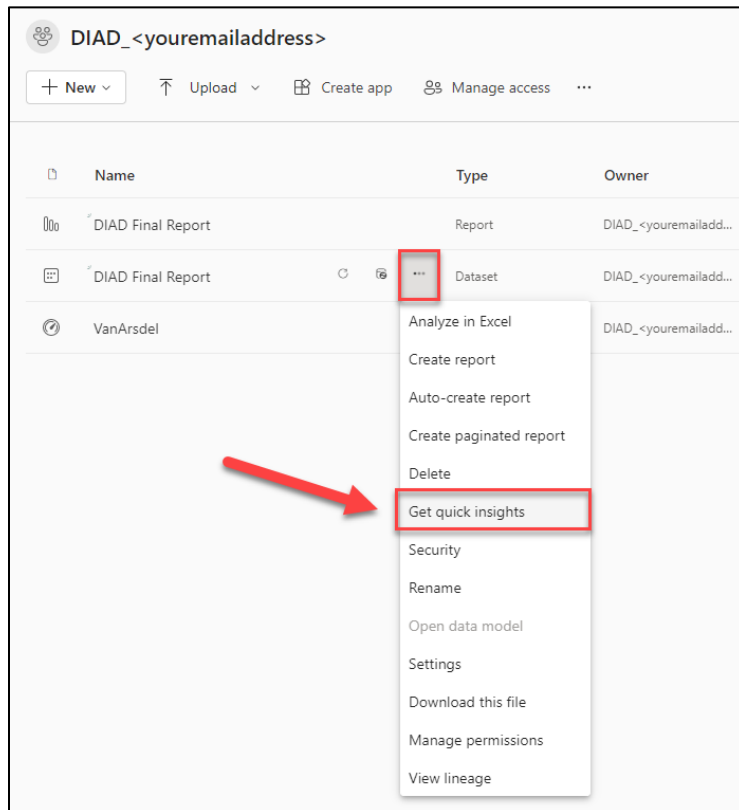 DIAD_<youremailaddress>
New
Upload
Create app
Manage access
...
Name
Type
Owner
DIAD Final Report
Report
DIAD_<youremailadd...
DIAD Final Report
...
Dataset
DIAD_<youremailadd...
VanArsdel
DIAD_<youremailadd...
Analyze in Excel
Create report
Auto-create report
Create paginated report
Delete
Get quick insights
Security
Rename
Open data model
Settings
Download this file
Manage permissions
View lineage